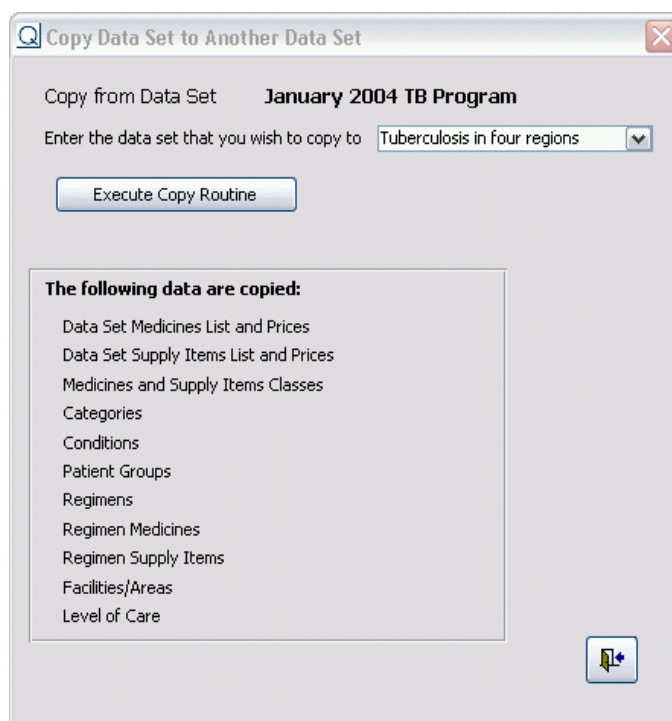 Copy Data Set to Another Data Set
Copy from Data Set January 2004 TB Program
Enter the data set that you wish to copy to Tuberculosis in four regions
Execute Copy Routine
The following data are copied:
Data Set Medicines List and Prices
Data Set Supply Items List and Prices
Medicines and Supply Items Classes
Categories
Conditions
Patient Groups
Regimens
Regimen Medicines
Regimen Supply Items
Facilities/Areas
Level of Care